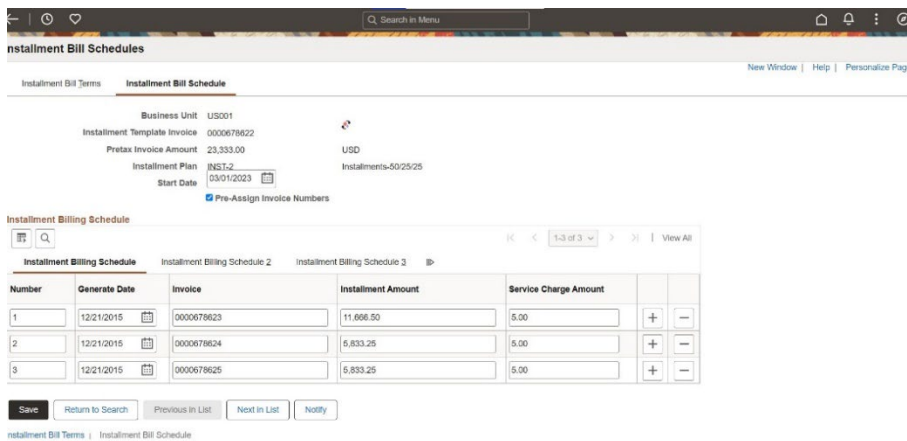 Search in Menu
nstallment Bill Schedules
New Window | Help | Personalize Pag
Installment Bill Terms Installment Bill Schedule
Business Unit US001
Installment Template Invoice 0000678622
Pretax Invoice Amount 23,333.00 USD
Installment Plan INST-2 Installments-50/25/25
Start Date 03/01/2023
Pre-Assign Invoice Numbers
Installment Billing Schedule
1-3 of 3 | View All
Installment Billing Schedule Installment Billing Schedule 2 Installment Billing Schedule 3
Number Generate Date Invoice Installment Amount Service Charge Amount
1 12/21/2015 0000678623 11,666.50 5.00 + −
2 12/21/2015 0000678624 5,833.25 5.00 + −
3 12/21/2015 0000678625 5,833.25 5.00 + −
Save Return to Search Previous in List Next in List Notify
nstallment Bill Terms | Installment Bill Schedule